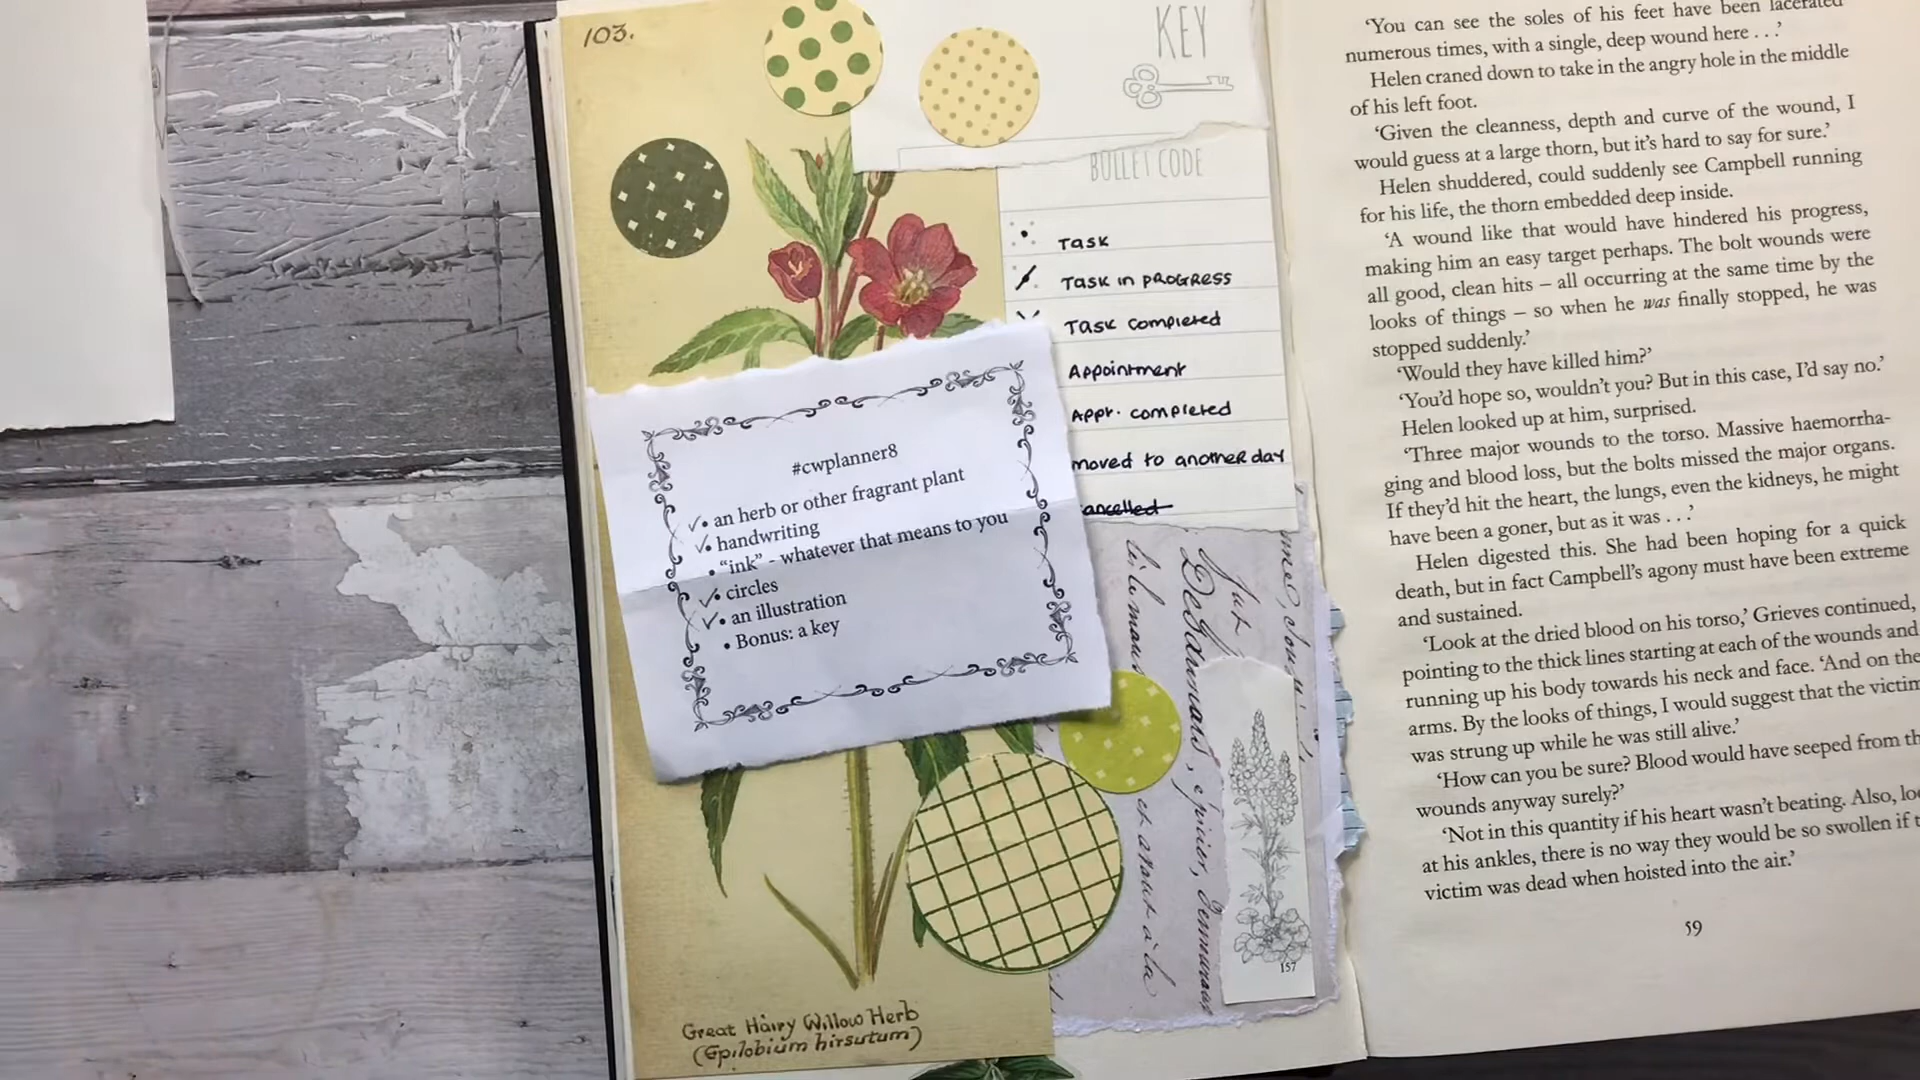 103.
KEY
BULLET CODE
Task
Task in progress
Task completed
Appointment
Appt. completed
moved to another day
ancelled
#cwplanner8
✓• an herb or other fragrant plant
✓• handwriting
• “ink” - whatever that means to you
✓• circles
✓• an illustration
• Bonus: a key
157
Great Hairy Willow Herb
(Epilobium hirsutum)
‘You can see the soles of his feet have been lacerated
numerous times, with a single, deep wound here . . .’
Helen craned down to take in the angry hole in the middle
of his left foot.
‘Given the cleanness, depth and curve of the wound, I
would guess at a large thorn, but it’s hard to say for sure.’
Helen shuddered, could suddenly see Campbell running
for his life, the thorn embedded deep inside.
‘A wound like that would have hindered his progress,
making him an easy target perhaps. The bolt wounds were
all good, clean hits – all occurring at the same time by the
looks of things – so when he was finally stopped, he was
stopped suddenly.’
‘Would they have killed him?’
‘You’d hope so, wouldn’t you? But in this case, I’d say no.’
Helen looked up at him, surprised.
‘Three major wounds to the torso. Massive haemorrha-
ging and blood loss, but the bolts missed the major organs.
If they’d hit the heart, the lungs, even the kidneys, he might
have been a goner, but as it was . . .’
Helen digested this. She had been hoping for a quick
death, but in fact Campbell’s agony must have been extreme
and sustained.
‘Look at the dried blood on his torso,’ Grieves continued,
pointing to the thick lines starting at each of the wounds and
running up his body towards his neck and face. ‘And on the
arms. By the looks of things, I would suggest that the victim
was strung up while he was still alive.’
‘How can you be sure? Blood would have seeped from th
wounds anyway surely?’
‘Not in this quantity if his heart wasn’t beating. Also, loo
at his ankles, there is no way they would be so swollen if t
victim was dead when hoisted into the air.’
59